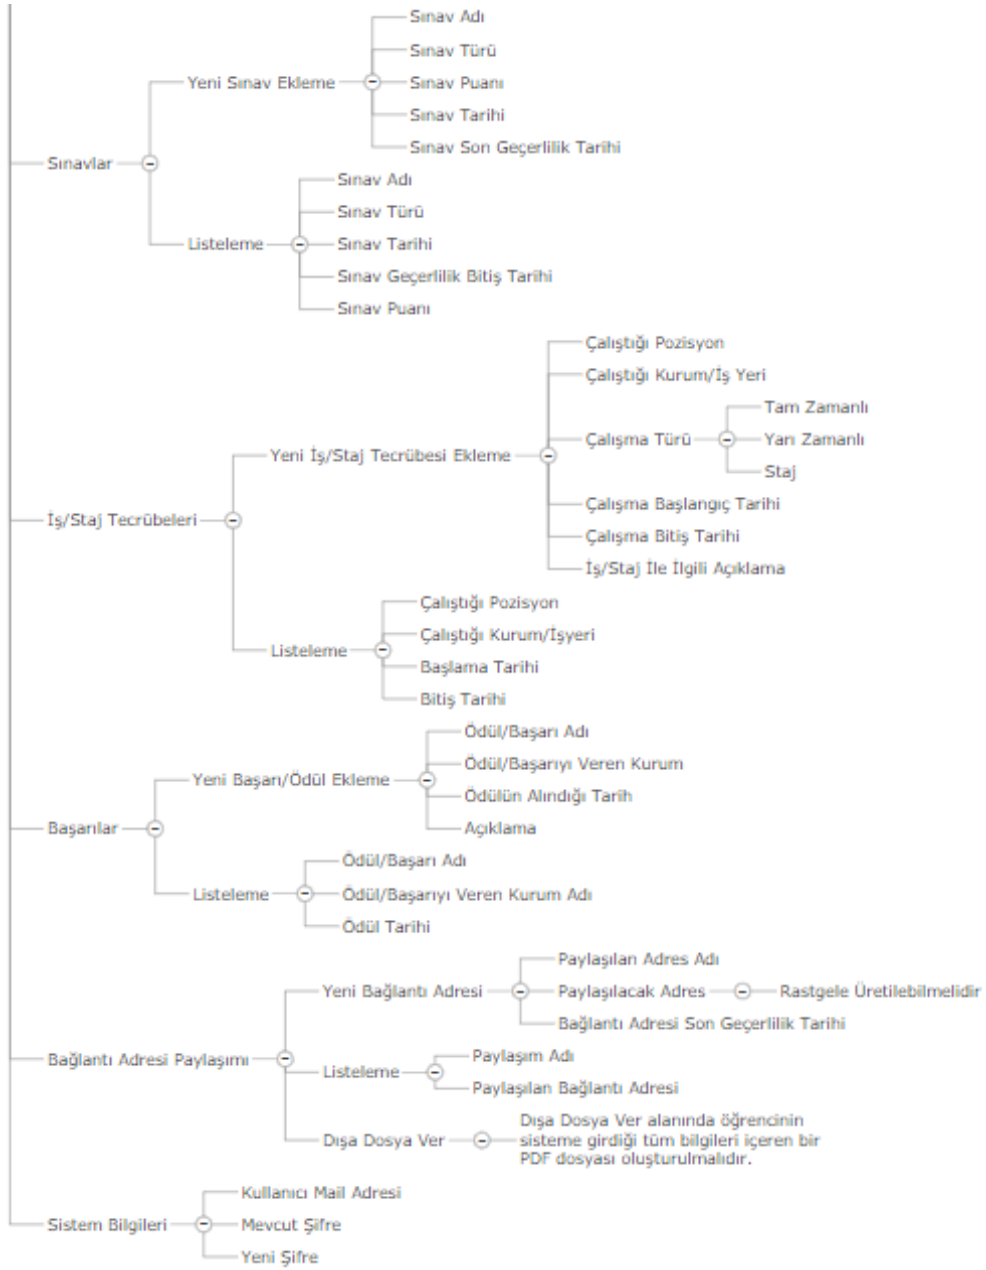 Sınav Adı
Sınav Türü
Yeni Sınav Ekleme
Sınav Puanı
Sınav Tarihi
Sınav Son Geçerlilik Tarihi
Sınavlar
Sınav Adı
Sınav Türü
Listeleme
Sınav Tarihi
Sınav Geçerlilik Bitiş Tarihi
Sınav Puanı
Çalıştığı Pozisyon
Çalıştığı Kurum/İş Yeri
Tam Zamanlı
Çalışma Türü
Yarı Zamanlı
Yeni İş/Staj Tecrübesi Ekleme
Staj
Çalışma Başlangıç Tarihi
İş/Staj Tecrübeleri
Çalışma Bitiş Tarihi
İş/Staj İle İlgili Açıklama
Çalıştığı Pozisyon
Çalıştığı Kurum/İşyeri
Listeleme
Başlama Tarihi
Bitiş Tarihi
Ödül/Başarı Adı
Ödül/Başarıyı Veren Kurum
Yeni Başarı/Ödül Ekleme
Ödülün Alındığı Tarih
Açıklama
Başarılar
Ödül/Başarı Adı
Listeleme
Ödül/Başarıyı Veren Kurum Adı
Ödül Tarihi
Paylaşılan Adres Adı
Yeni Bağlantı Adresi
Paylaşılacak Adres
Rastgele Üretilebilmelidir
Bağlantı Adresi Son Geçerlilik Tarihi
Bağlantı Adresi Paylaşımı
Paylaşım Adı
Listeleme
Paylaşılan Bağlantı Adresi
Dışa Dosya Ver
Dışa Dosya Ver alanında öğrencinin
sisteme girdiği tüm bilgileri içeren bir
PDF dosyası oluşturulmalıdır.
Kullanıcı Mail Adresi
Sistem Bilgileri
Mevcut Şifre
Yeni Şifre